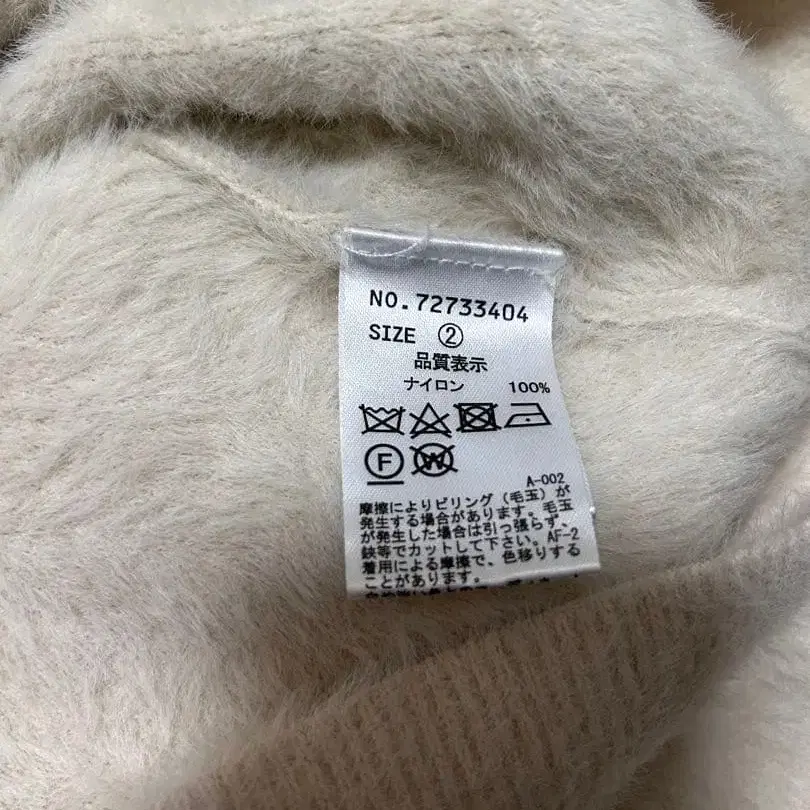 NO.72733404
SIZE ②
品質表示
ナイロン 100%
F W
A-002
摩擦によりピリング(毛玉)が
発生する場合があります。毛玉
が発生した場合は引っ張らず、
鋏等でカットして下さい。AF-2
着用による摩擦で、色移りする
ことがあります。